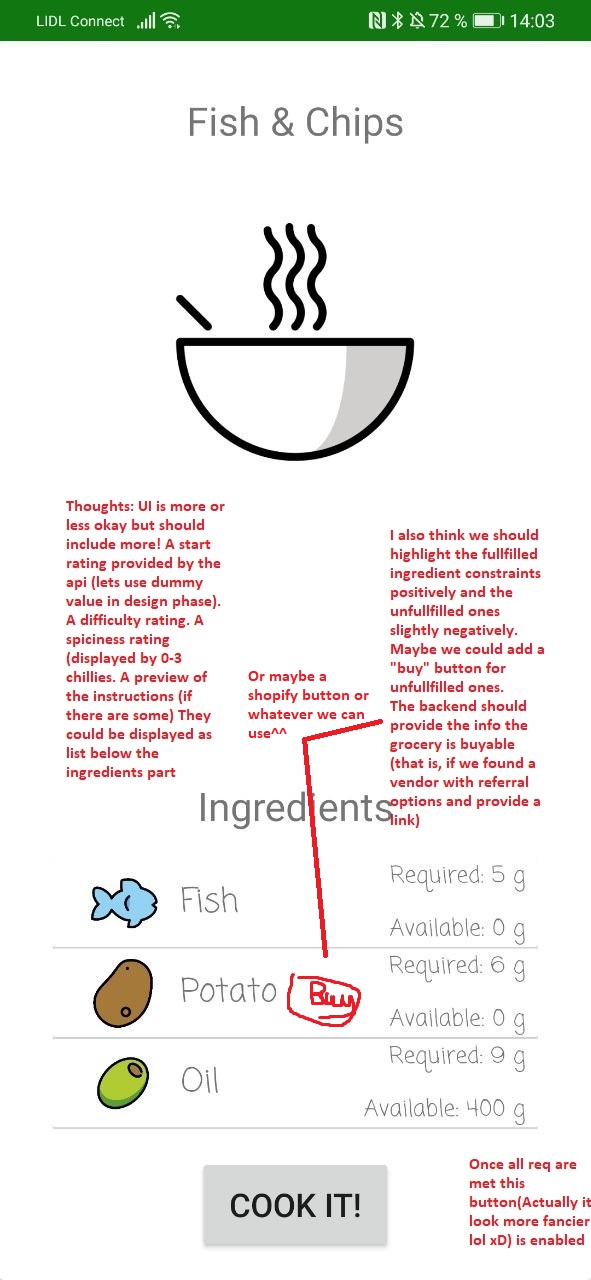 LIDL Connect 72 % 14:03
Fish & Chips
Thoughts: UI is more or
less okay but should
include more! A start
rating provided by the
api (lets use dummy
value in design phase).
A difficulty rating. A
spiciness rating
(displayed by 0-3
chillies. A preview of
the instructions (if
there are some) They
could be displayed as
list below the
ingredients part
Or maybe a
shopify button or
whatever we can
use^^
I also think we should
highlight the fullfilled
ingredient constraints
positively and the
unfullfilled ones
slightly negatively.
Maybe we could add a
"buy" button for
unfullfilled ones.
The backend should
provide the info the
grocery is buyable
(that is, if we found a
vendor with referral
options and provide a
link)
Ingredients
Fish
Required: 5 g
Available: 0 g
Potato
Buy
Required: 6 g
Available: 0 g
Oil
Required: 9 g
Available: 400 g
COOK IT!
Once all req are
met this
button(Actually it
look more fancier
lol xD) is enabled